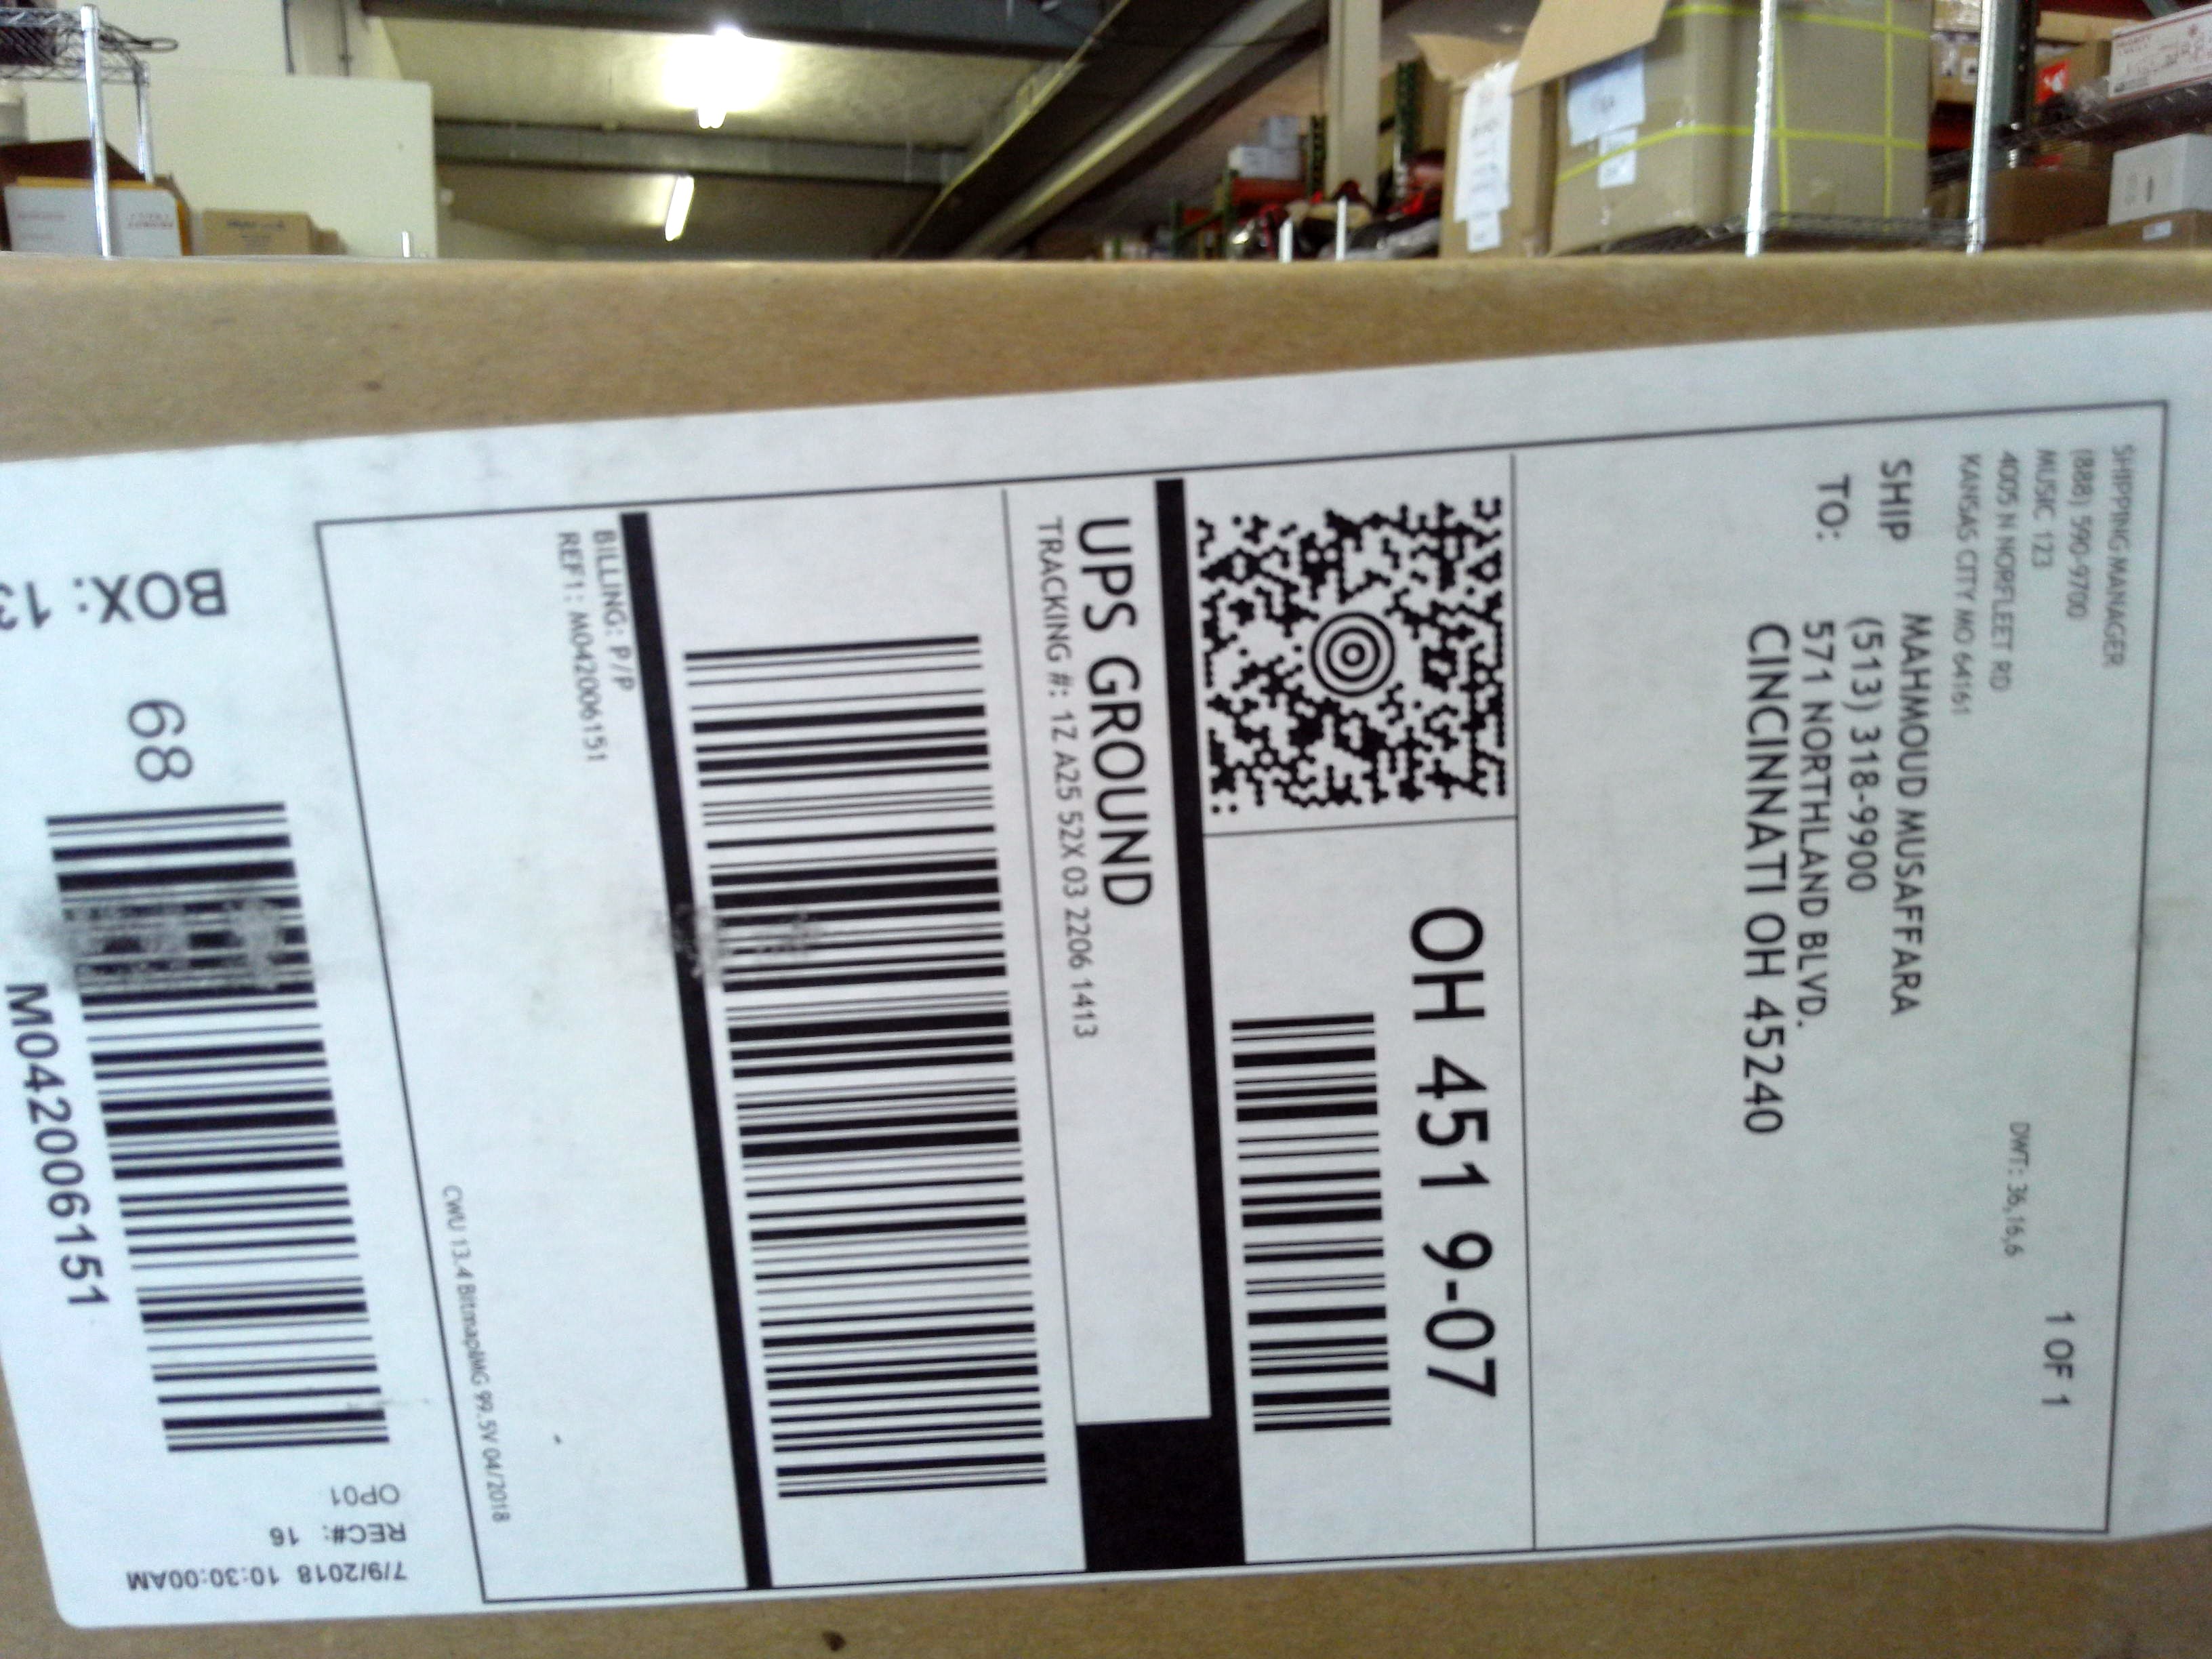 SHIPPING MANAGER
(888) 590-9700
MUSIC 123
4005 N NORFLEET RD
KANSAS CITY MO 64161
1 OF 1
DWT: 36,16,6
SHIP
TO:
MAHMOUD MUSAFFARA
(513) 318-9900
571 NORTHLAND BLVD.
CINCINNATI OH 45240
OH 451 9-07
UPS GROUND
TRACKING #: 1Z A25 52X 03 2206 1413
BILLING: P/P
REF1: M0420061​51
CWU 13.4 BitmapIMG 99.5V 04/2018
BOX: 13
68
M042006151
OP01
REC#: 16
7/9/2018 10:30:00AM